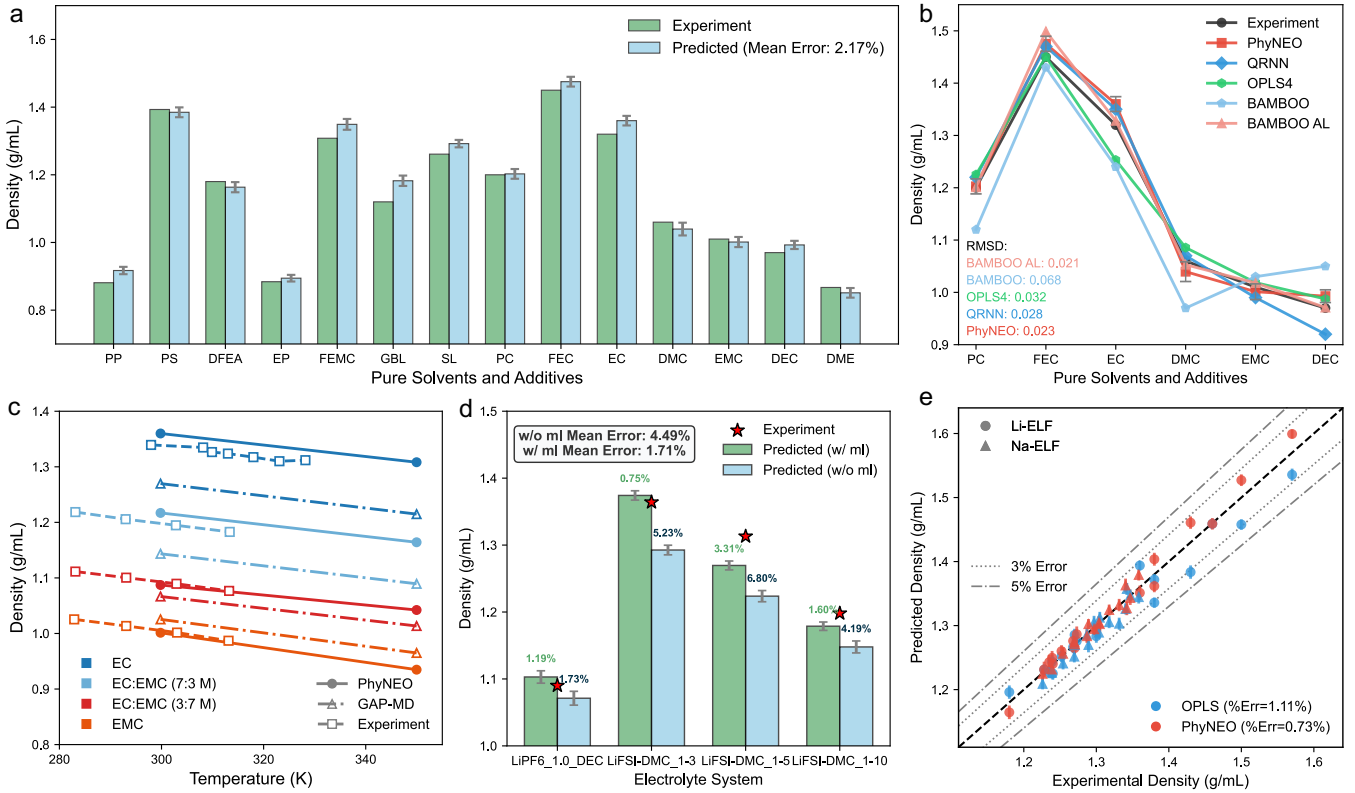 a
1.6
1.4
1.2
1.0
0.8
Density (g/mL)
Experiment
Predicted (Mean Error: 2.17%)
PP PS DFEA EP FEMC GBL SL PC FEC EC DMC EMC DEC DME
Pure Solvents and Additives
b
1.5
1.4
1.3
1.2
1.1
1.0
0.9
Density (g/mL)
Experiment
PhyNEO
QRNN
OPLS4
BAMBOO
BAMBOO AL
RMSD:
BAMBOO AL: 0.021
BAMBOO: 0.068
OPLS4: 0.032
QRNN: 0.028
PhyNEO: 0.023
PC FEC EC DMC EMC DEC
Pure Solvents and Additives
c
1.4
1.3
1.2
1.1
1.0
0.9
0.8
Density (g/mL)
EC
EC:EMC (7:3 M)
EC:EMC (3:7 M)
EMC
PhyNEO
GAP-MD
Experiment
280 300 320 340 360
Temperature (K)
d
1.5
1.4
1.3
1.2
1.1
1.0
Density (g/mL)
w/o ml Mean Error: 4.49%
w/ ml Mean Error: 1.71%
Experiment
Predicted (w/ ml)
Predicted (w/o ml)
1.19%
1.73%
0.75%
5.23%
3.31%
6.80%
1.60%
4.19%
LiPF6_1.0_DEC LiFSI-DMC_1-3 LiFSI-DMC_1-5 LiFSI-DMC_1-10
Electrolyte System
e
1.6
1.5
1.4
1.3
1.2
Predicted Density (g/mL)
Li-ELF
Na-ELF
3% Error
5% Error
OPLS (%Err=1.11%)
PhyNEO (%Err=0.73%)
1.2 1.3 1.4 1.5 1.6
Experimental Density (g/mL)